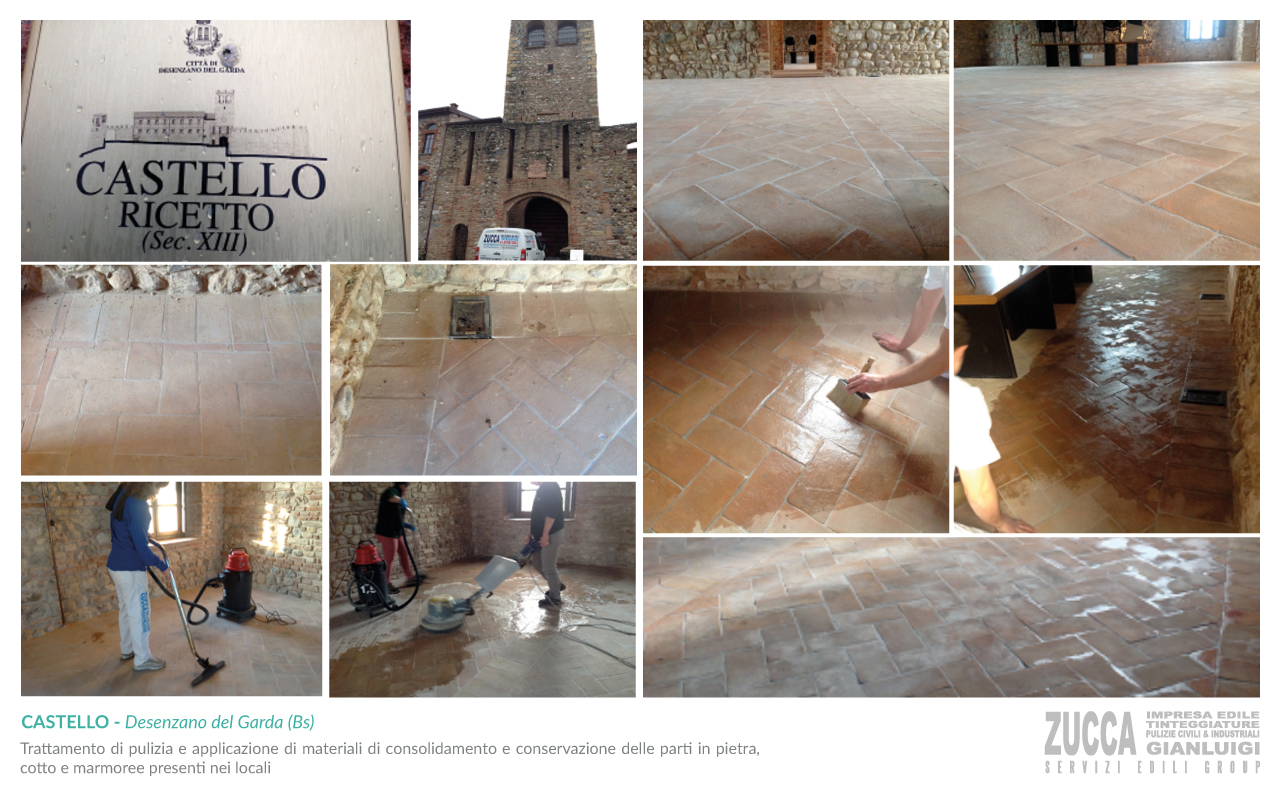 CITTÀ DI
DESENZANO DEL GARDA
CASTELLO
RICETTO
(Sec. XIII)
ZUCCA
CASTELLO - Desenzano del Garda (Bs)
Trattamento di pulizia e applicazione di materiali di consolidamento e conservazione delle parti in pietra,
cotto e marmoree presenti nei locali
ZUCCA
IMPRESA EDILE
TINTEGGIATURE
PULIZIE CIVILI & INDUSTRIALI
GIANLUIGI
SERVIZI EDILI GROUP